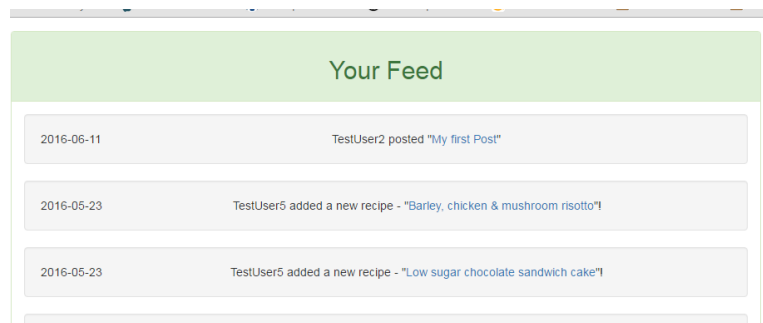 Your Feed
2016-06-11 TestUser2 posted "My first Post"
2016-05-23 TestUser5 added a new recipe - "Barley, chicken & mushroom risotto"!
2016-05-23 TestUser5 added a new recipe - "Low sugar chocolate sandwich cake"!